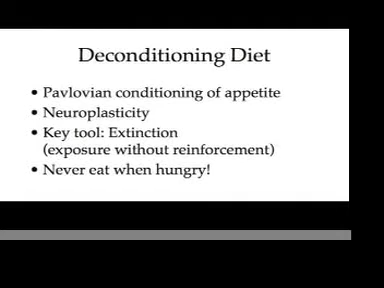 Deconditioning Diet
• Pavlovian conditioning of appetite
• Neuroplasticity
• Key tool: Extinction
(exposure without reinforcement)
• Never eat when hungry!